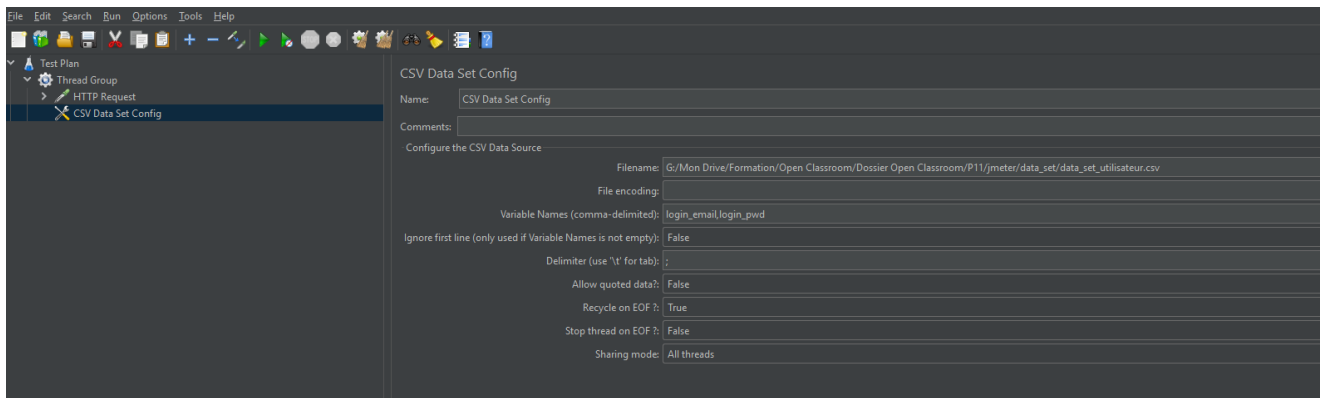 File Edit Search Run Options Tools Help
Test Plan
Thread Group
HTTP Request
CSV Data Set Config
CSV Data Set Config
Name: CSV Data Set Config
Comments:
Configure the CSV Data Source
Filename: G:/Mon Drive/Formation/Open Classroom/Dossier Open Classroom/P11/jmeter/data_set/data_set_utilisateur.csv
File encoding:
Variable Names (comma-delimited): login_email,login_pwd
Ignore first line (only used if Variable Names is not empty): False
Delimiter (use '\t' for tab): ;
Allow quoted data?: False
Recycle on EOF ?: True
Stop thread on EOF ?: False
Sharing mode: All threads